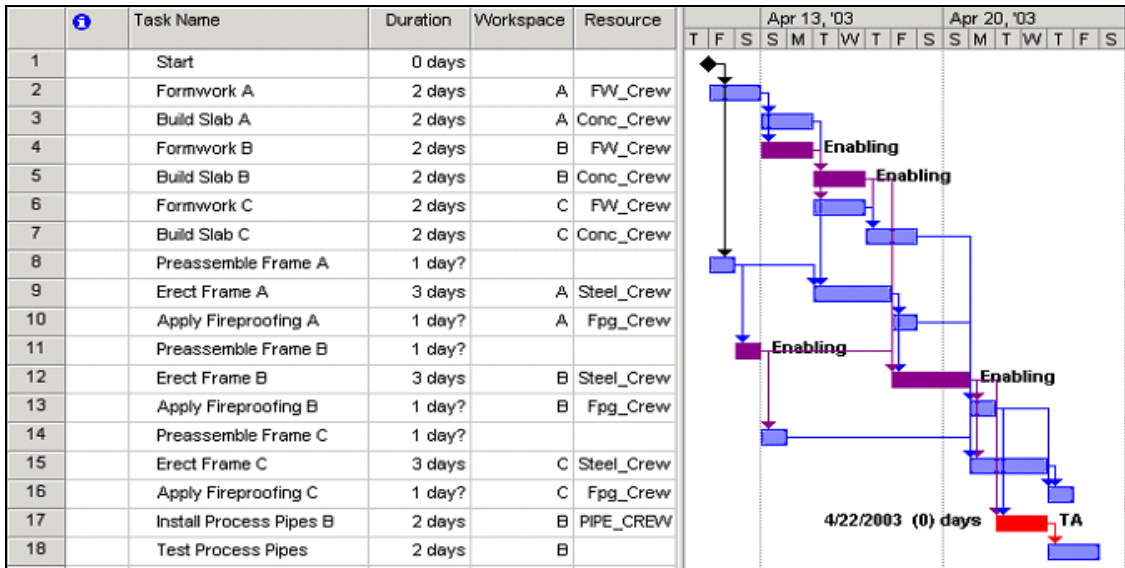 Task Name Duration Workspace Resource Apr 13, '03 Apr 20, '03
T F S S M T W T F S S M T W T F S
1 Start 0 days
2 Formwork A 2 days A FW_Crew
3 Build Slab A 2 days A Conc_Crew
4 Formwork B 2 days B FW_Crew Enabling
5 Build Slab B 2 days B Conc_Crew Enabling
6 Formwork C 2 days C FW_Crew
7 Build Slab C 2 days C Conc_Crew
8 Preassemble Frame A 1 day?
9 Erect Frame A 3 days A Steel_Crew
10 Apply Fireproofing A 1 day? A Fpg_Crew
11 Preassemble Frame B 1 day? Enabling
12 Erect Frame B 3 days B Steel_Crew Enabling
13 Apply Fireproofing B 1 day? B Fpg_Crew
14 Preassemble Frame C 1 day?
15 Erect Frame C 3 days C Steel_Crew
16 Apply Fireproofing C 1 day? C Fpg_Crew
17 Install Process Pipes B 2 days B PIPE_CREW 4/22/2003 (0) days TA
18 Test Process Pipes 2 days B